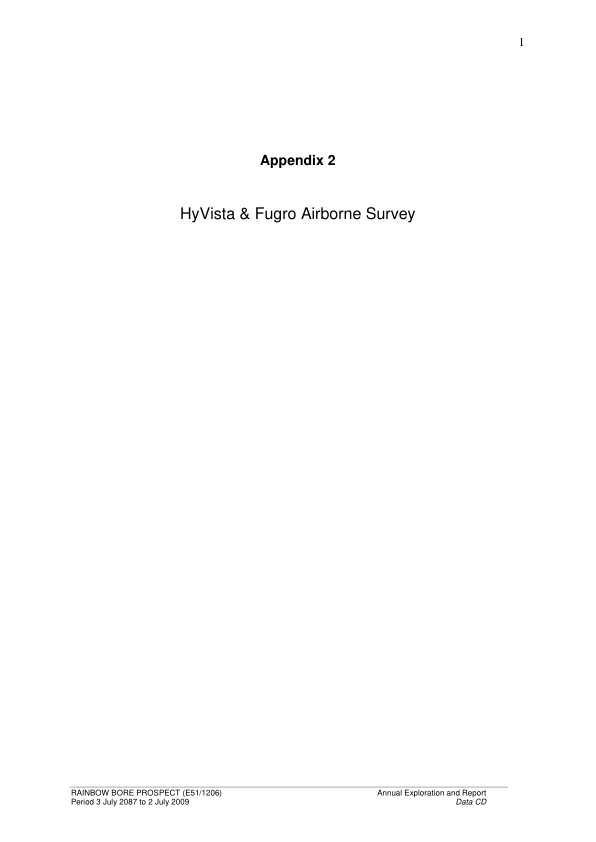 1
Appendix 2
HyVista & Fugro Airborne Survey
RAINBOW BORE PROSPECT (E51/1206) Annual Exploration and Report
Period 3 July 2087 to 2 July 2009 Data CD